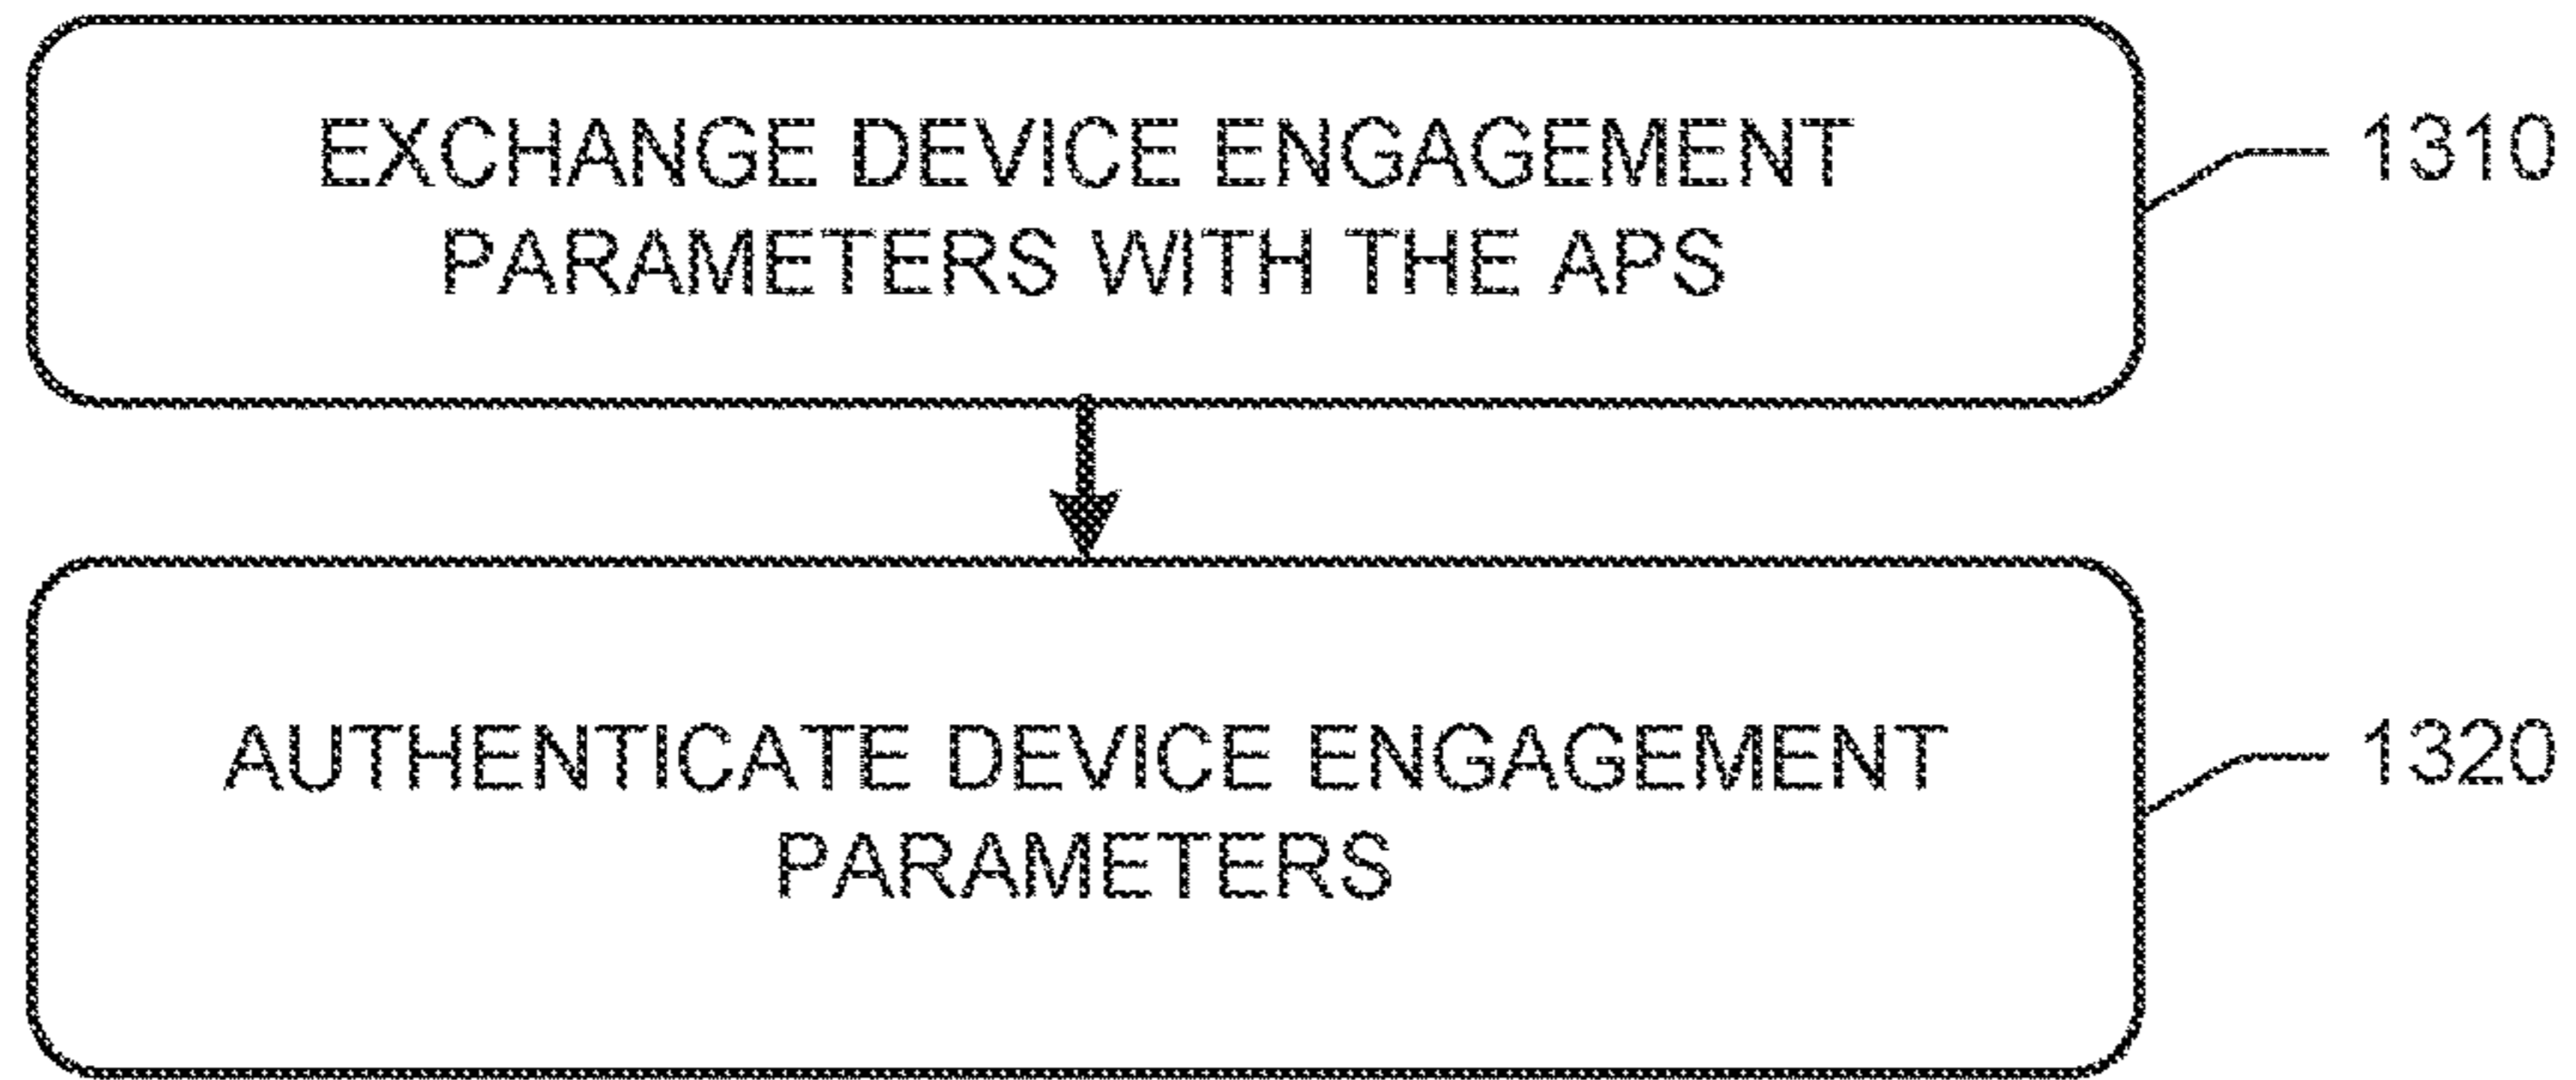 EXCHANGE DEVICE ENGAGEMENT
PARAMETERS WITH THE APS
1310
AUTHENTICATE DEVICE ENGAGEMENT
PARAMETERS
1320